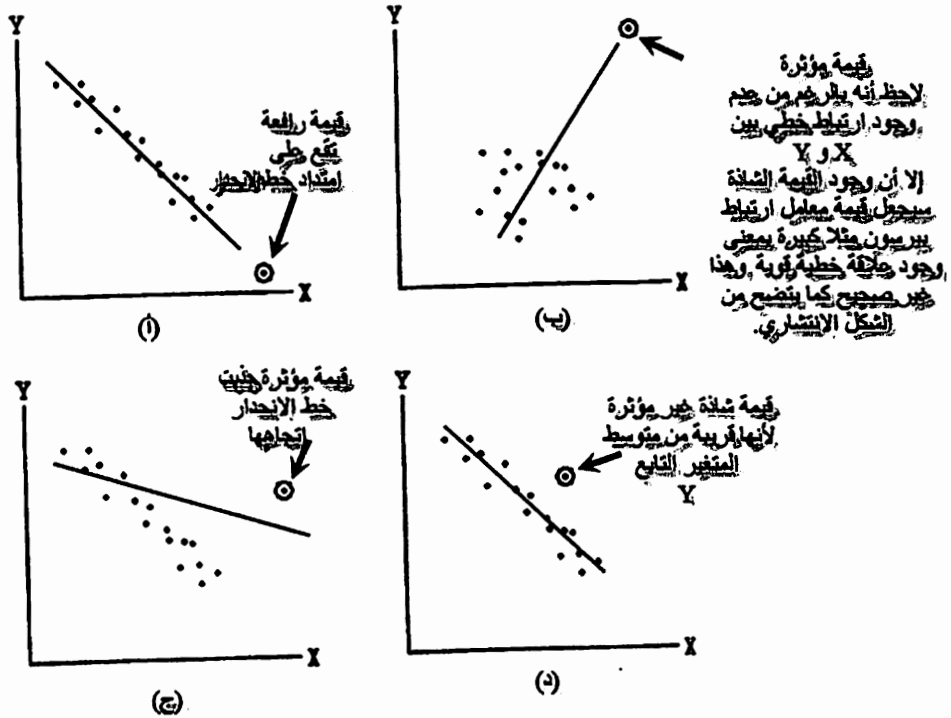 Y
قيمة رافعة
تقع على
امتداد خط الانحدار
X
(أ)
Y
قيمة مؤثرة
لاحظ أنه بالرغم من عدم
وجود ارتباط خطي بين
X و Y
إلا أن وجود القيمة الشاذة
سيجعل قيمة معامل ارتباط
بيرسون مثلا كبيرة بمعنى
وجود علاقة خطية قوية وهذا
غير صحيح كما يتضح من
الشكل الانتشاري.
X
(ب)
Y
قيمة مؤثرة جذبت
خط الانحدار
اتجاهها
X
(ج)
Y
قيمة شاذة غير مؤثرة
لأنها قريبة من متوسط
المتغير التابع
Y
X
(د)